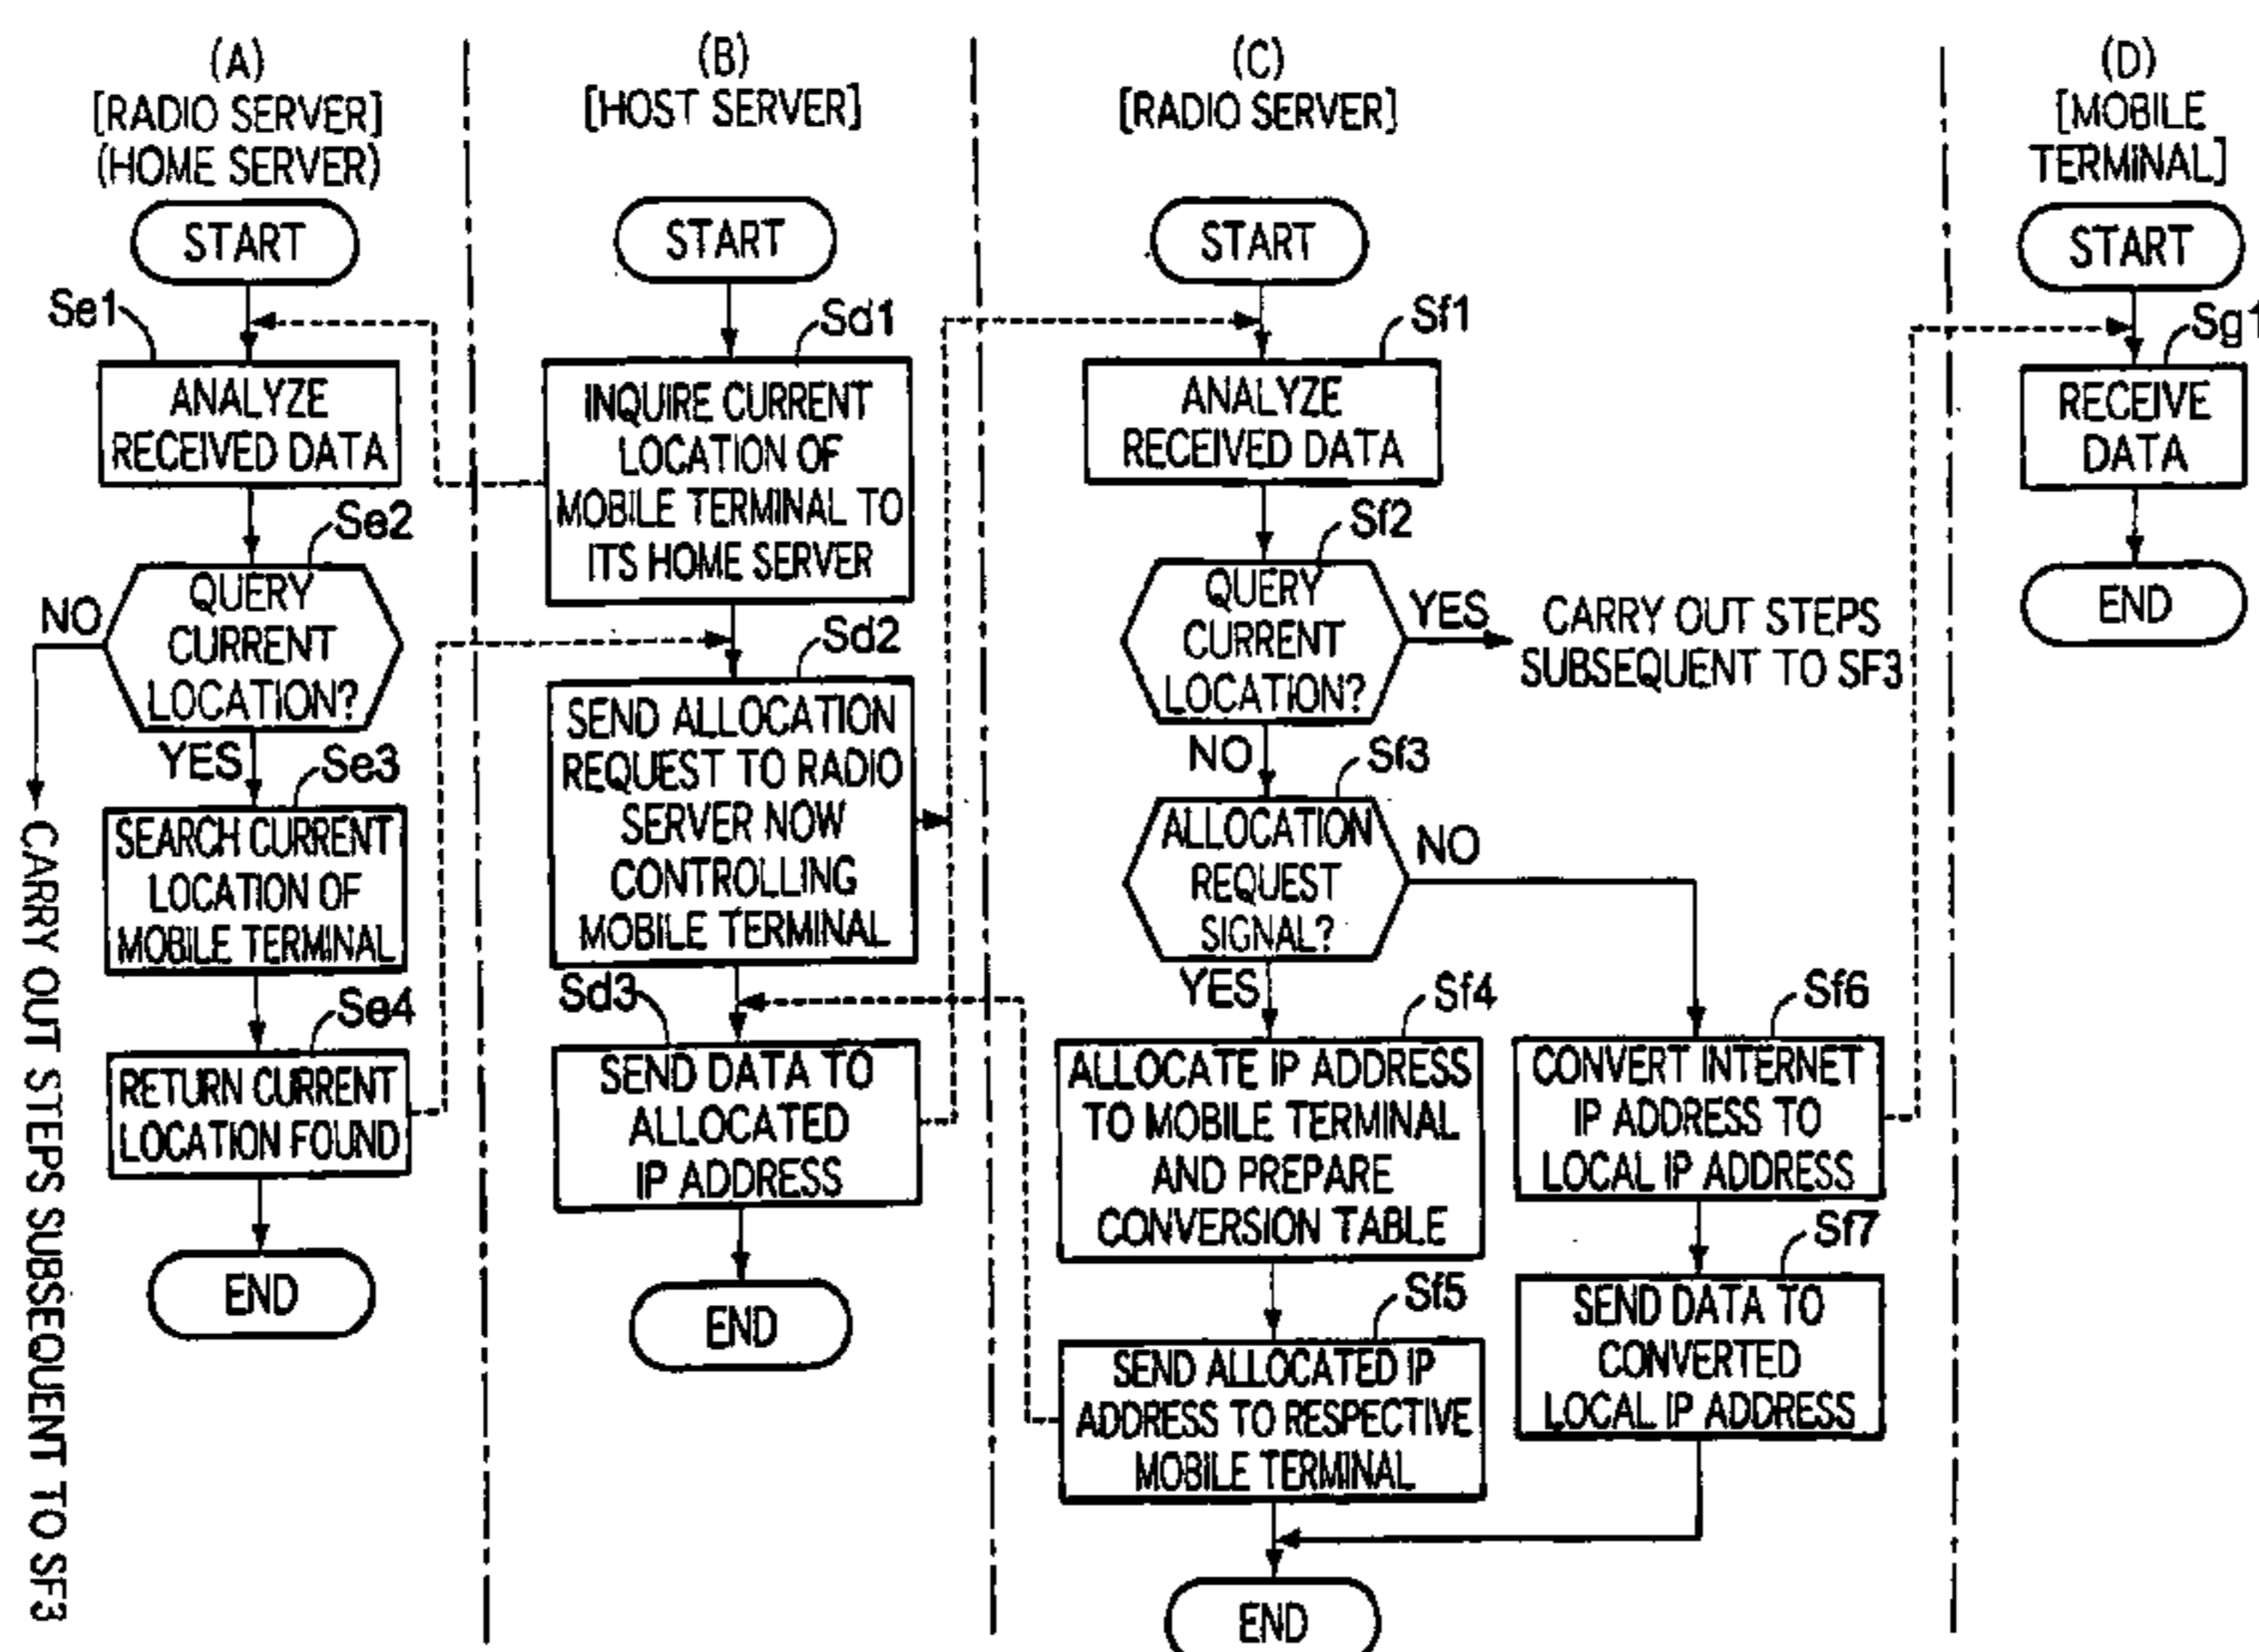 (A)
[RADIO SERVER]
(HOME SERVER)
START
Se1
ANALYZE
RECEIVED DATA
Se2
QUERY
CURRENT
LOCATION?
NO
YES
Se3
SEARCH CURRENT
LOCATION OF
MOBILE TERMINAL
Se4
RETURN CURRENT
LOCATION FOUND
END
CARRY OUT STEPS SUBSEQUENT TO SF3
(B)
[HOST SERVER]
START
Sd1
INQUIRE CURRENT
LOCATION OF
MOBILE TERMINAL TO
ITS HOME SERVER
Sd2
SEND ALLOCATION
REQUEST TO RADIO
SERVER NOW
CONTROLLING
MOBILE TERMINAL
Sd3
SEND DATA TO
ALLOCATED
IP ADDRESS
END
(C)
[RADIO SERVER]
START
Sf1
ANALYZE
RECEIVED DATA
Sf2
QUERY
CURRENT
LOCATION?
YES
CARRY OUT STEPS
SUBSEQUENT TO SF3
NO
Sf3
ALLOCATION
REQUEST
SIGNAL?
NO
YES
Sf4
ALLOCATE IP ADDRESS
TO MOBILE TERMINAL
AND PREPARE
CONVERSION TABLE
Sf5
SEND ALLOCATED IP
ADDRESS TO RESPECTIVE
MOBILE TERMINAL
Sf6
CONVERT INTERNET
IP ADDRESS TO
LOCAL IP ADDRESS
Sf7
SEND DATA TO
CONVERTED
LOCAL IP ADDRESS
END
(D)
[MOBILE
TERMINAL]
START
Sg1
RECEIVE
DATA
END